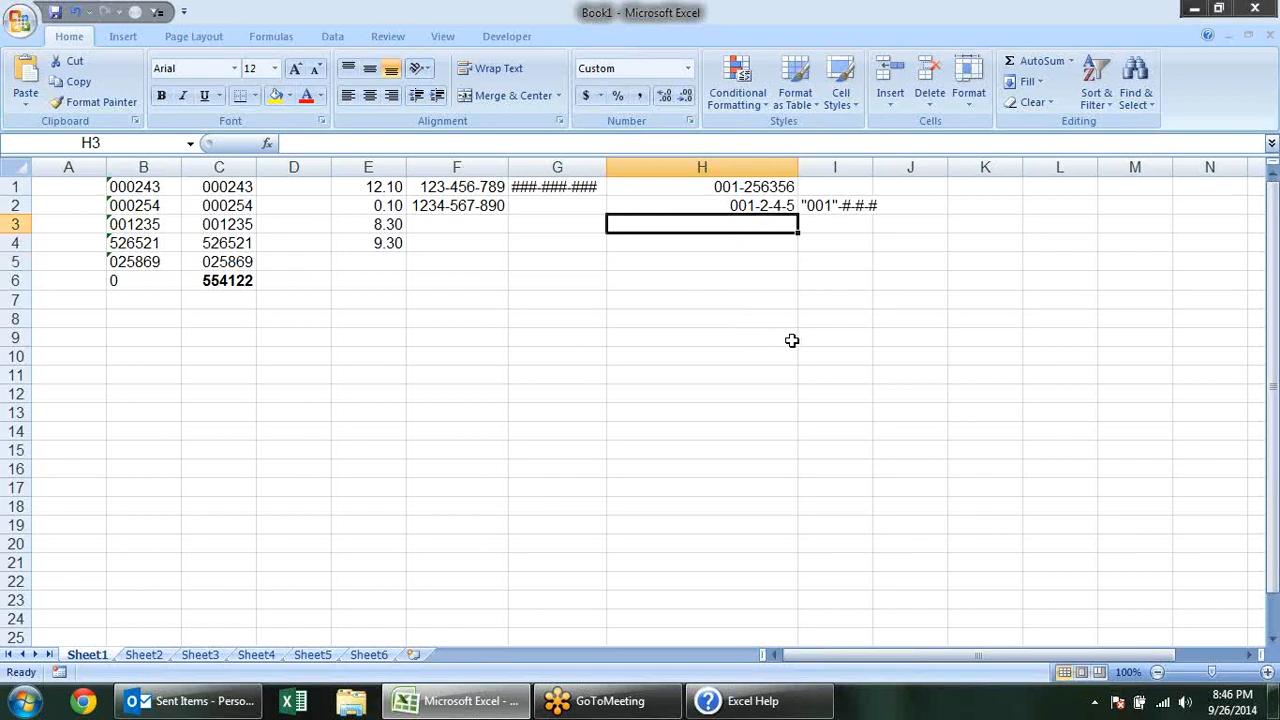 Book1 - Microsoft Excel
Home Insert Page Layout Formulas Data Review View Developer
Paste Cut Copy Format Painter Clipboard
Arial 12 B I U A Font
Wrap Text Merge & Center Alignment
Custom $ % , Number
Conditional Formatting Format as Table Cell Styles Styles
Insert Delete Format Cells
AutoSum Fill Clear Sort & Filter Find & Select Editing
H3 fx
A B C D E F G H I J K L M N
1 000243 000243 12.10 123-456-789 ###-###-### 001-256356
2 000254 000254 0.10 1234-567-890 001-2-4-5 "001"-#-#-#
3 001235 001235 8.30
4 526521 526521 9.30
5 025869 025869
6 0 554122
7
8
9
10
11
12
13
14
15
16
17
18
19
20
21
22
23
24
25
Sheet1 Sheet2 Sheet3 Sheet4 Sheet5 Sheet6
Ready 100%
Sent Items - Perso... Microsoft Excel - ... GoToMeeting Excel Help 8:46 PM
9/26/2014